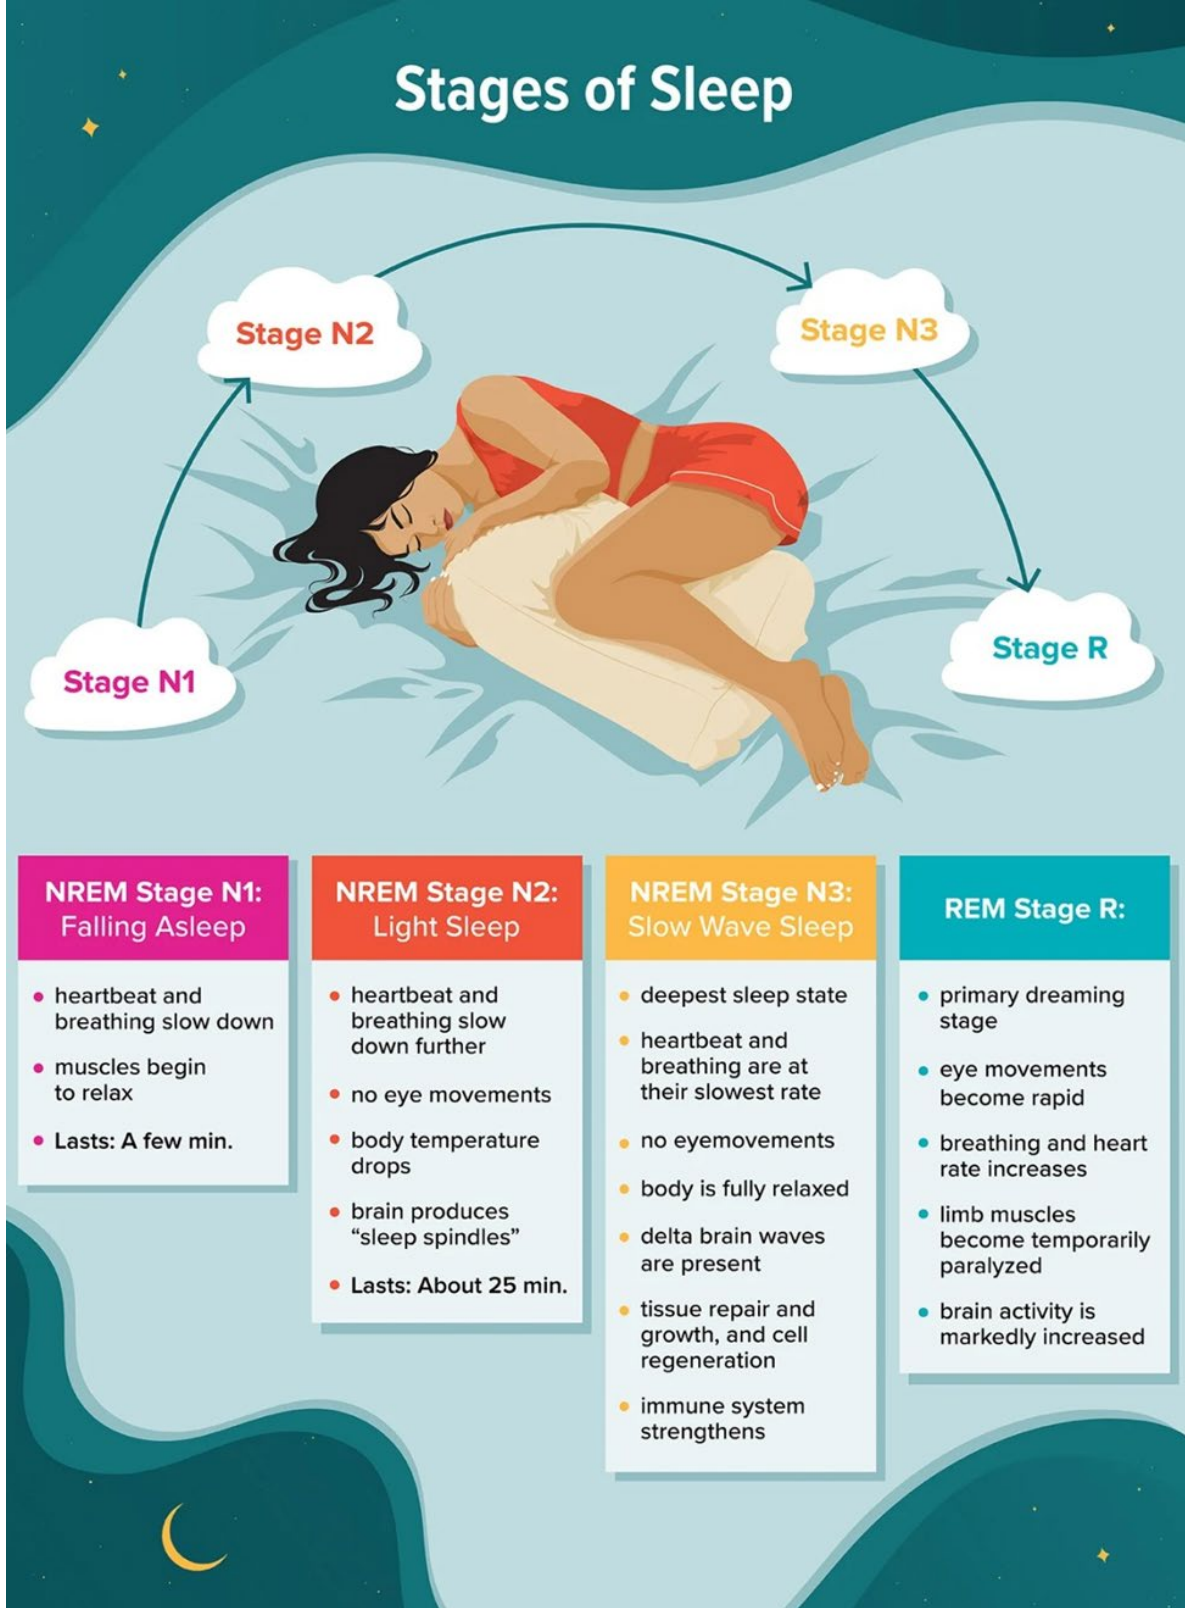 Stages of Sleep
Stage N1
Stage N2
Stage N3
Stage R
NREM Stage N1:
Falling Asleep
• heartbeat and
breathing slow down
• muscles begin
to relax
• Lasts: A few min.
NREM Stage N2:
Light Sleep
• heartbeat and
breathing slow
down further
• no eye movements
• body temperature
drops
• brain produces
“sleep spindles”
• Lasts: About 25 min.
NREM Stage N3:
Slow Wave Sleep
• deepest sleep state
• heartbeat and
breathing are at
their slowest rate
• no eyemovements
• body is fully relaxed
• delta brain waves
are present
• tissue repair and
growth, and cell
regeneration
• immune system
strengthens
REM Stage R:
• primary dreaming
stage
• eye movements
become rapid
• breathing and heart
rate increases
• limb muscles
become temporarily
paralyzed
• brain activity is
markedly increased